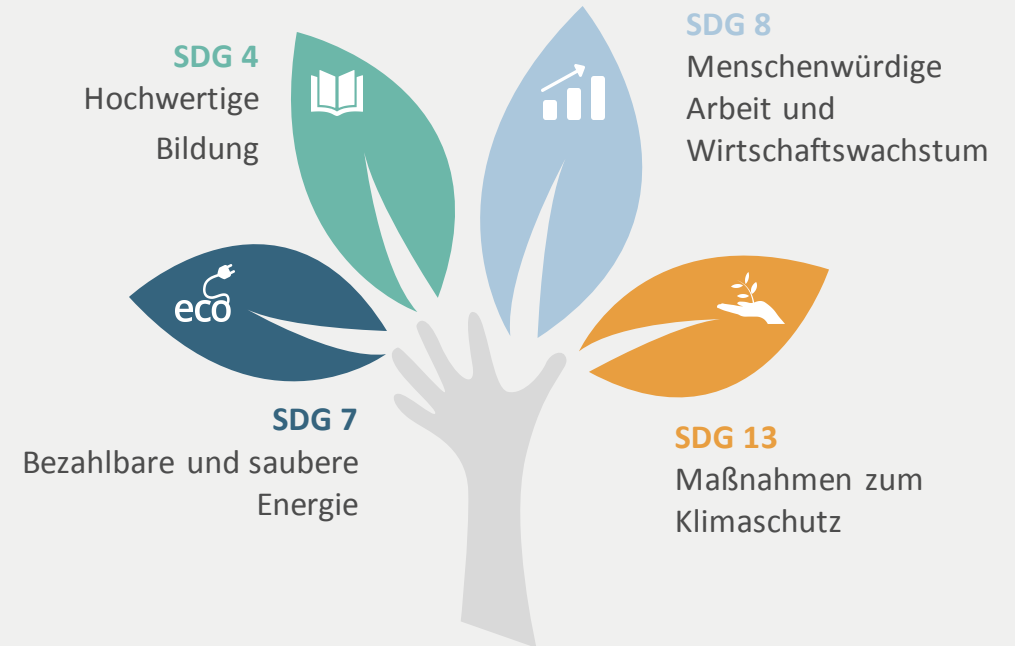 SDG 4
Hochwertige
Bildung
SDG 8
Menschenwürdige
Arbeit und
Wirtschaftswachstum
eco
SDG 7
Bezahlbare und saubere
Energie
SDG 13
Maßnahmen zum
Klimaschutz